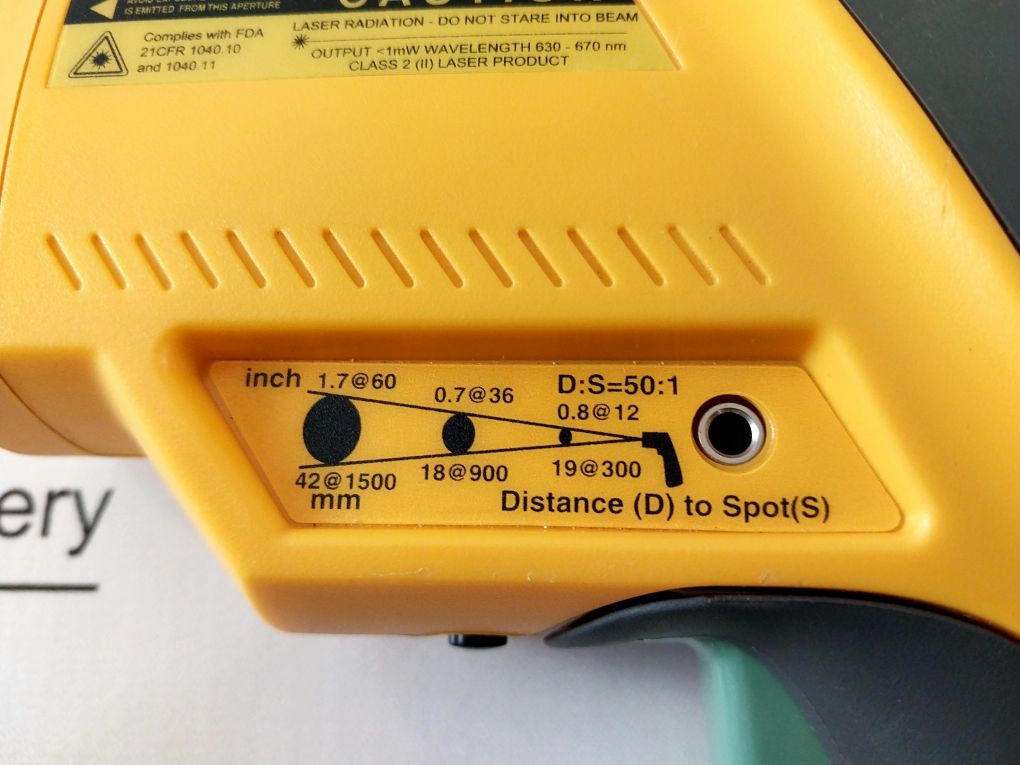 IS EMITTED FROM THIS APERTURE
CAUTION
LASER RADIATION - DO NOT STARE INTO BEAM
Complies with FDA
21CFR 1040.10
and 1040.11
OUTPUT <1mW WAVELENGTH 630 - 670 nm
CLASS 2 (II) LASER PRODUCT
inch 1.7@60
0.7@36
D:S=50:1
0.8@12
42@1500
18@900
19@300
mm
Distance (D) to Spot(S)
ery